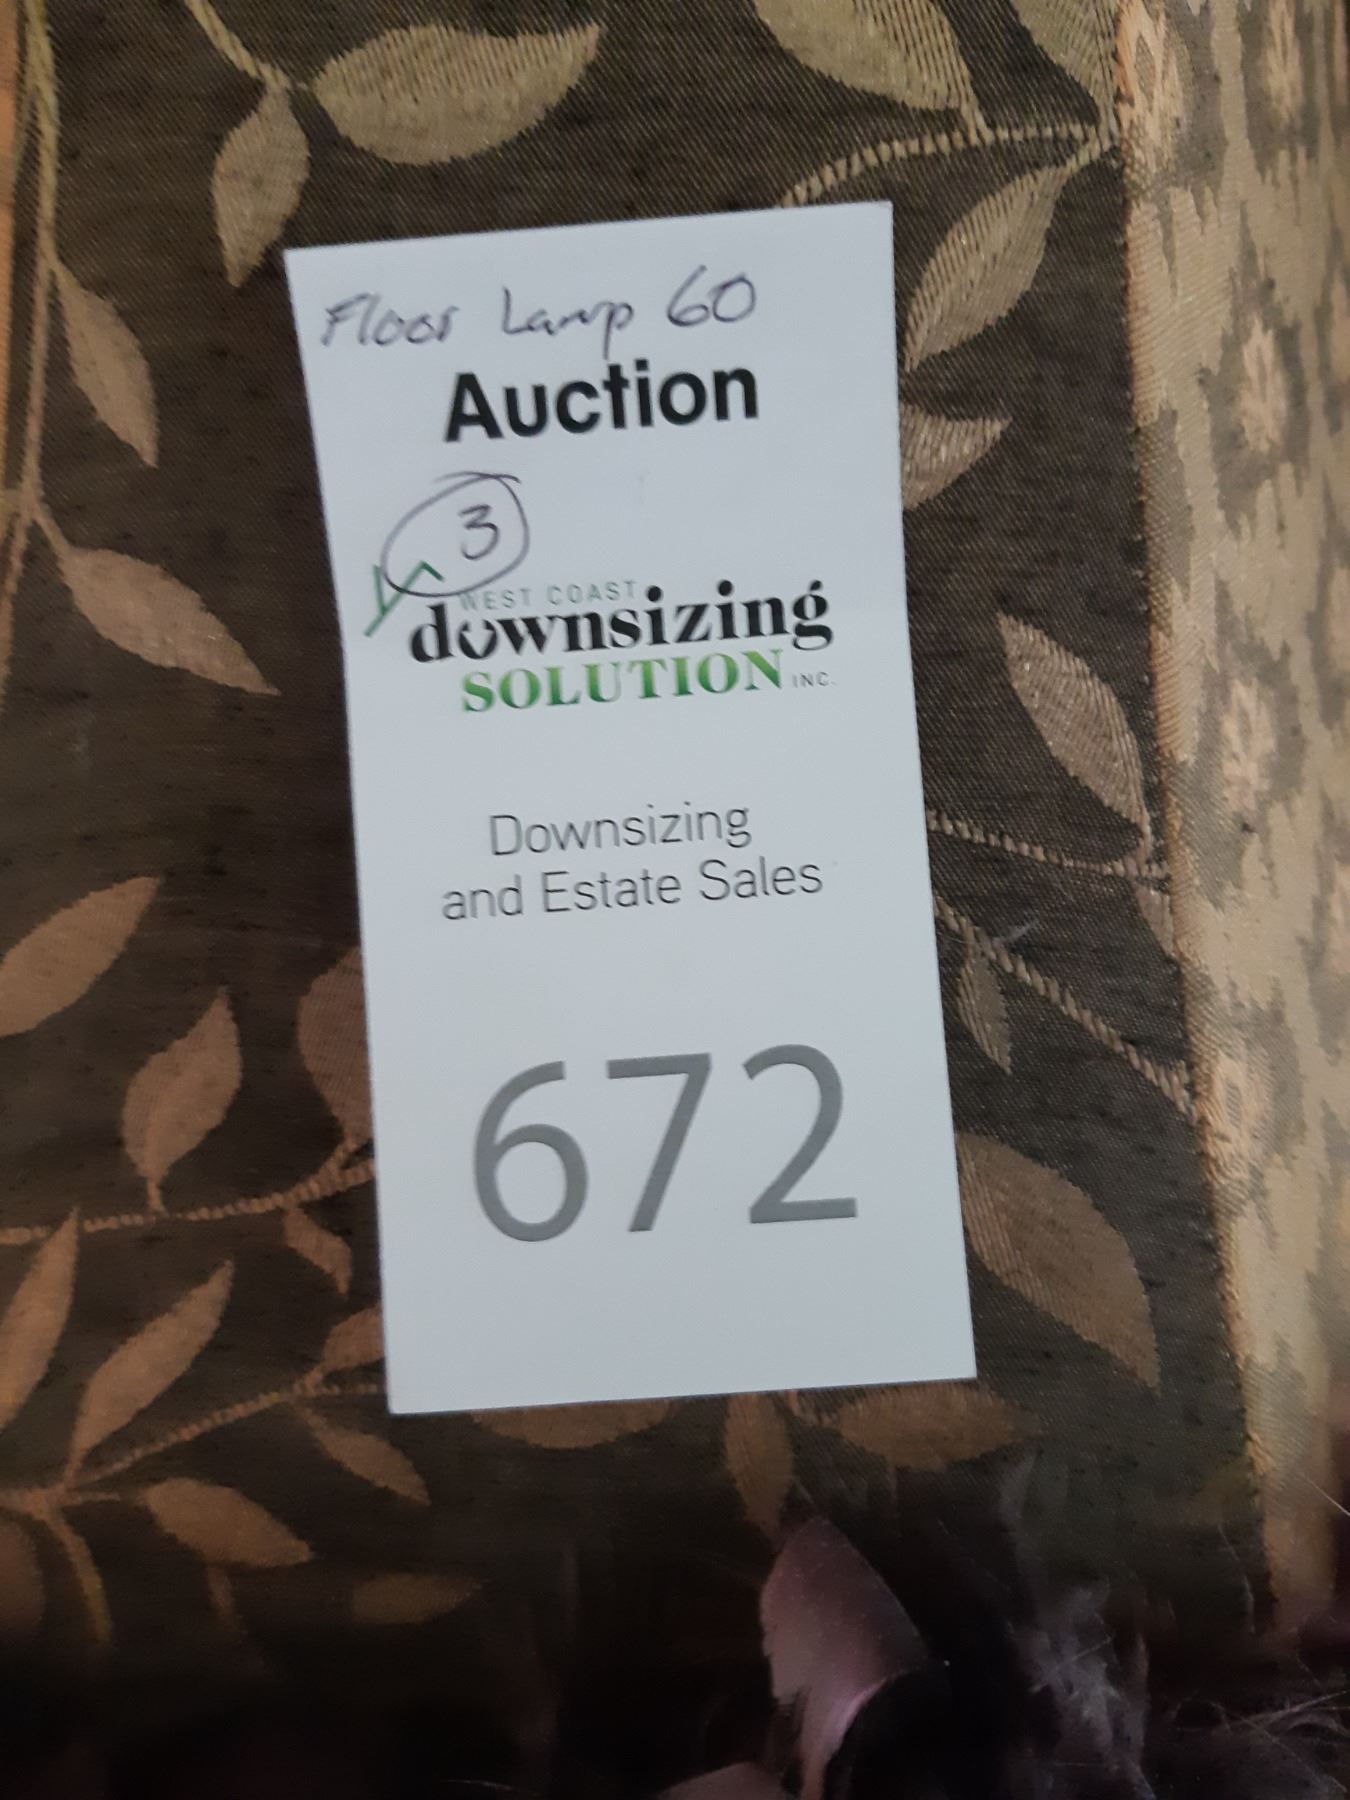 Floor Lamp 60
Auction
3
WEST COAST
downsizing
SOLUTION INC.
Downsizing
and Estate Sales
672